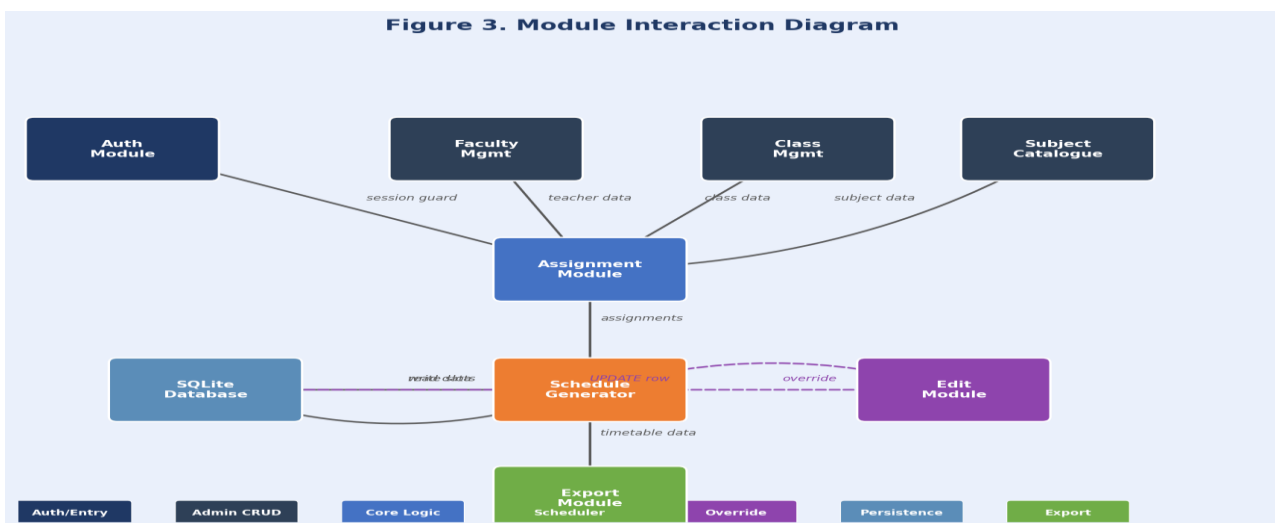 Figure 3. Module Interaction Diagram
Auth
Module
Faculty
Mgmt
Class
Mgmt
Subject
Catalogue
session guard
teacher data
class data
subject data
Assignment
Module
assignments
SQLite
Database
Schedule
Generator
UPDATE row
override
Edit
Module
timetable data
Export
Module
Auth/Entry
Admin CRUD
Core Logic
Scheduler
Override
Persistence
Export